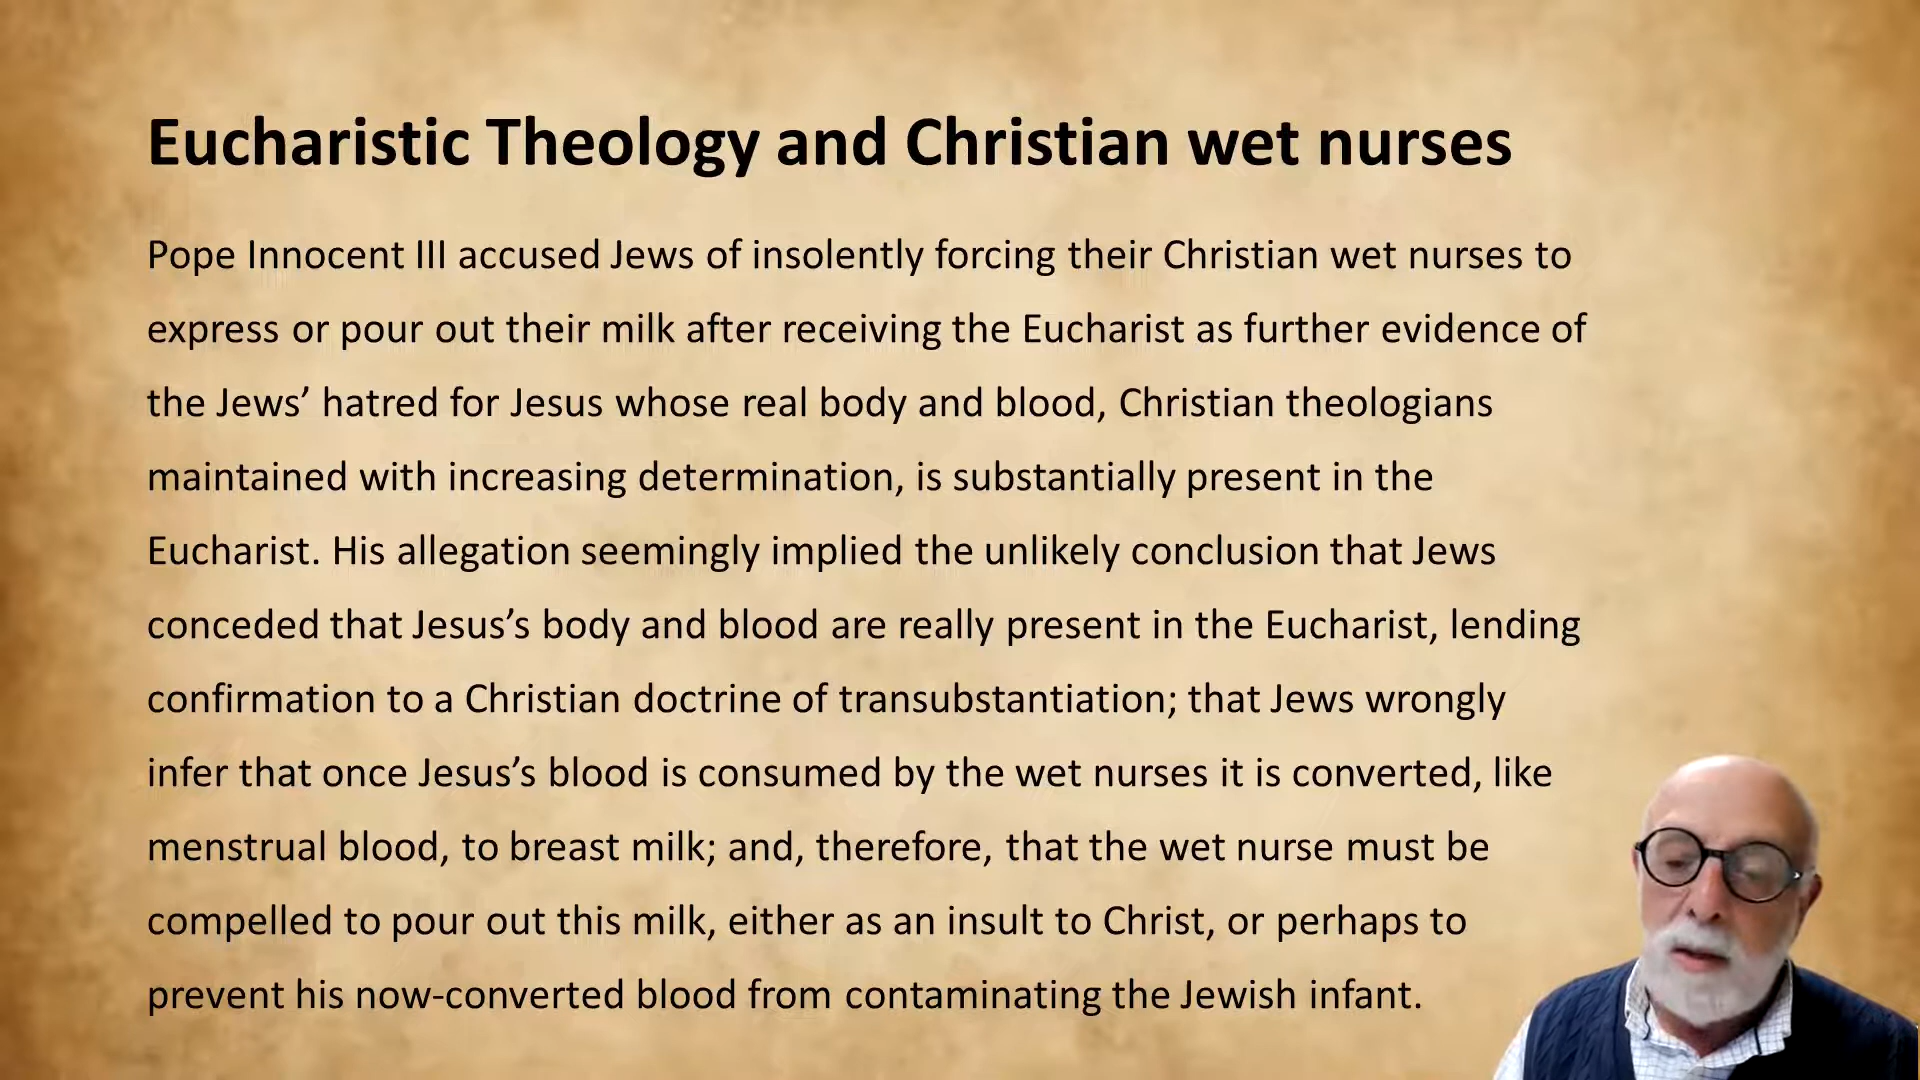 Eucharistic Theology and Christian wet nurses
Pope Innocent III accused Jews of insolently forcing their Christian wet nurses to
express or pour out their milk after receiving the Eucharist as further evidence of
the Jews’ hatred for Jesus whose real body and blood, Christian theologians
maintained with increasing determination, is substantially present in the
Eucharist. His allegation seemingly implied the unlikely conclusion that Jews
conceded that Jesus’s body and blood are really present in the Eucharist, lending
confirmation to a Christian doctrine of transubstantiation; that Jews wrongly
infer that once Jesus’s blood is consumed by the wet nurses it is converted, like
menstrual blood, to breast milk; and, therefore, that the wet nurse must be
compelled to pour out this milk, either as an insult to Christ, or perhaps to
prevent his now-converted blood from contaminating the Jewish infant.